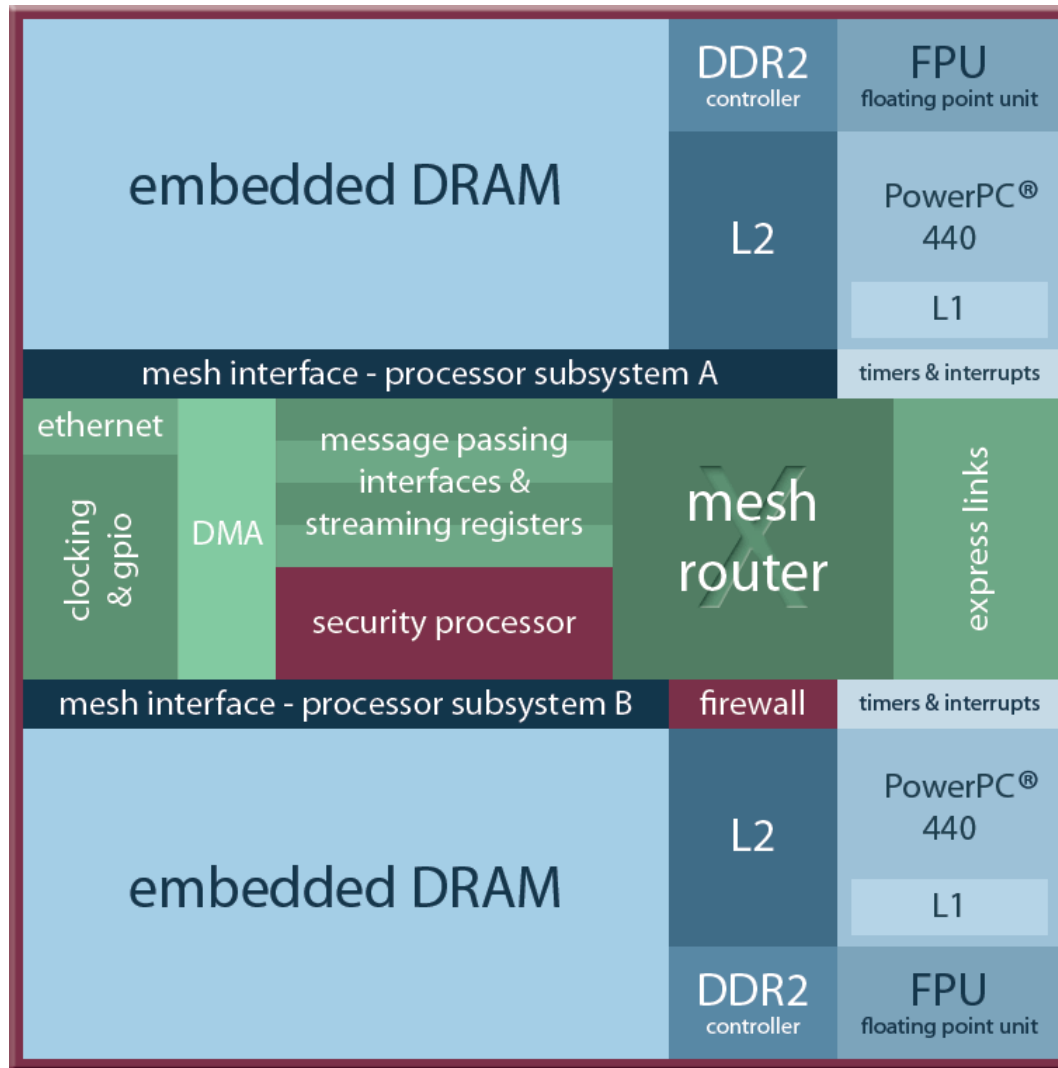 embedded DRAM
DDR2
controller
FPU
floating point unit
L2
PowerPC®
440
L1
mesh interface - processor subsystem A
timers & interrupts
ethernet
clocking
& gpio
DMA
message passing
interfaces &
streaming registers
security processor
X
mesh
router
express links
mesh interface - processor subsystem B
firewall
timers & interrupts
embedded DRAM
L2
PowerPC®
440
L1
DDR2
controller
FPU
floating point unit